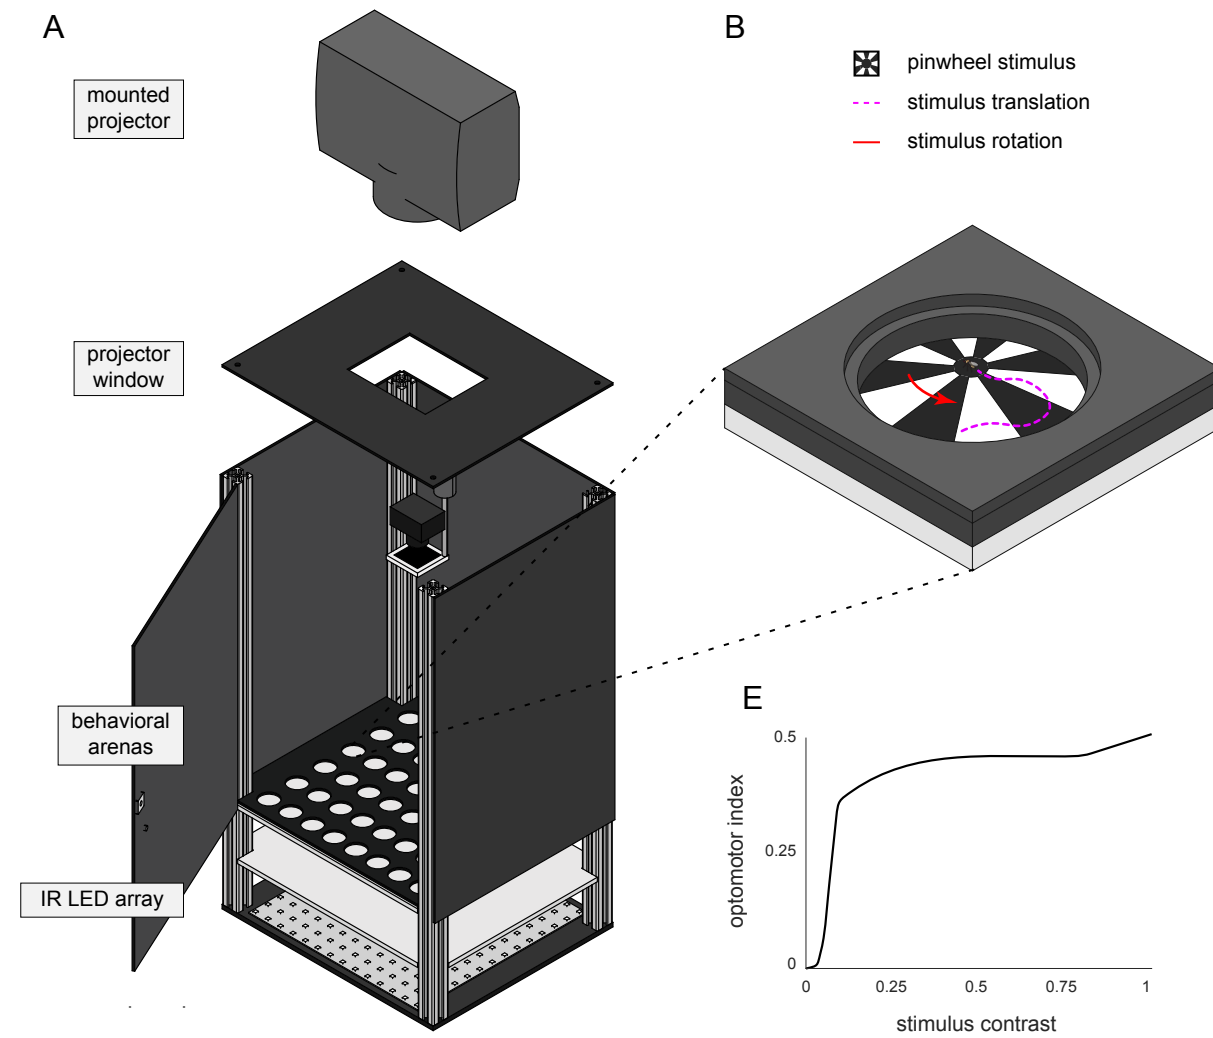 A
mounted
projector
projector
window
behavioral
arenas
IR LED array
B
pinwheel stimulus
stimulus translation
stimulus rotation
E
0.5
0.25
0
optomotor index
0
0.25
0.5
0.75
1
stimulus contrast